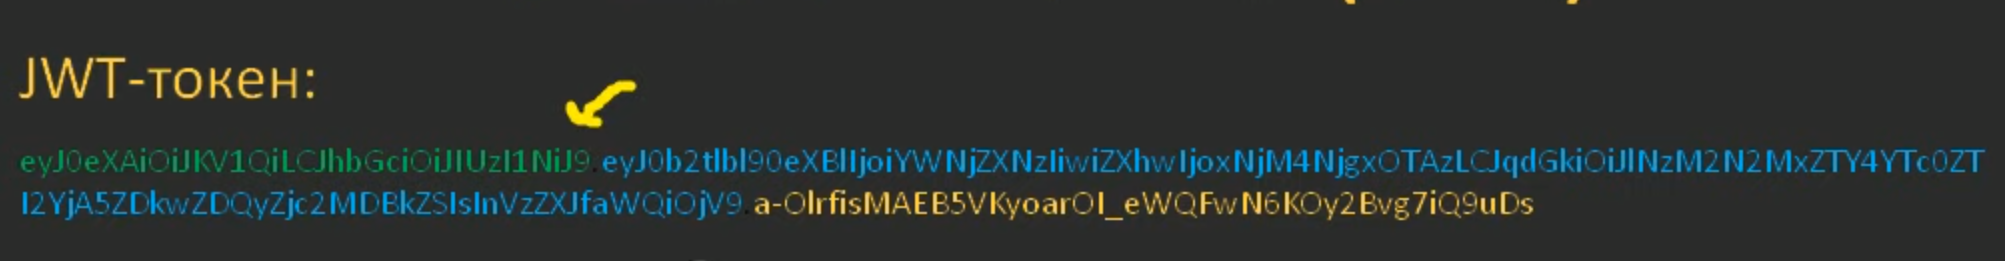 JWT-токен:
eyJ0eXAiOiJKV1QiLCJhbGciOiJIUzI1NiJ9.eyJ0b2tlbl90eXBlIjoiYWNjZXNzIiwiZXhwIjoxNjM4NjgxOTAzLCJqdGkiOiJlNzM2N2MxZTY4YTc0ZT
I2YjA5ZDkwZDQyZjc2MDBkZSIsInVzZXJfaWQiOjV9.a-OlrfisMAEB5VKyoarOI_eWQFwN6KOy2Bvg7iQ9uDs